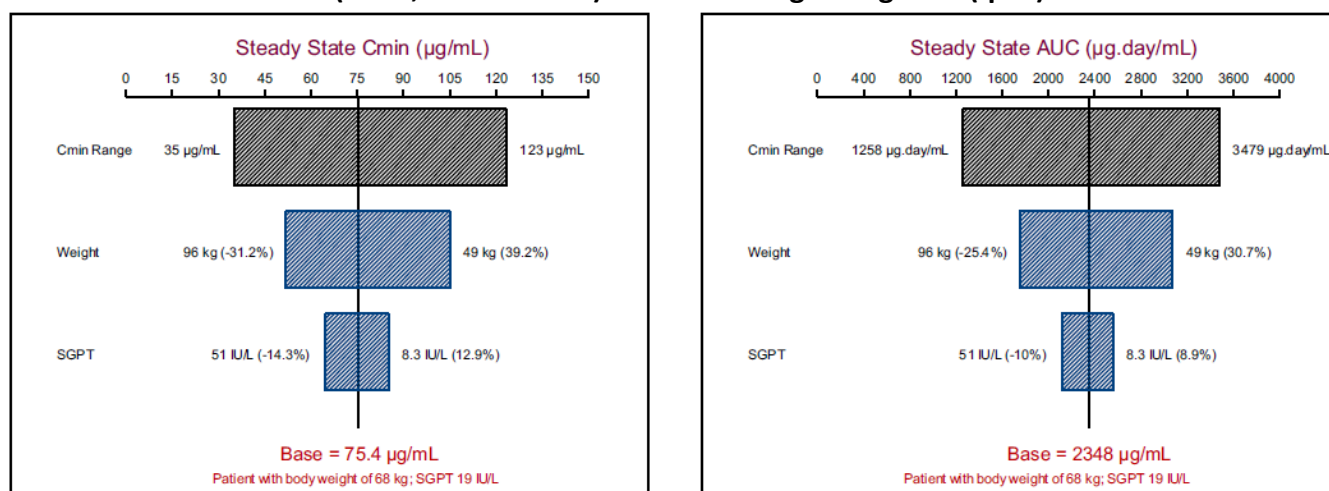 Steady State Cmin (µg/mL)
0 15 30 45 60 75 90 105 120 135 150
Cmin Range 35 µg/mL 123 µg/mL
Weight 96 kg (-31.2%) 49 kg (39.2%)
SGPT 51 IU/L (-14.3%) 8.3 IU/L (12.9%)
Base = 75.4 µg/mL
Patient with body weight of 68 kg; SGPT 19 IU/L
Steady State AUC (µg.day/mL)
0 400 800 1200 1600 2000 2400 2800 3200 3600 4000
Cmin Range 1258 µg.day/mL 3479 µg.day/mL
Weight 96 kg (-25.4%) 49 kg (30.7%)
SGPT 51 IU/L (-10%) 8.3 IU/L (8.9%)
Base = 2348 µg/mL
Patient with body weight of 68 kg; SGPT 19 IU/L